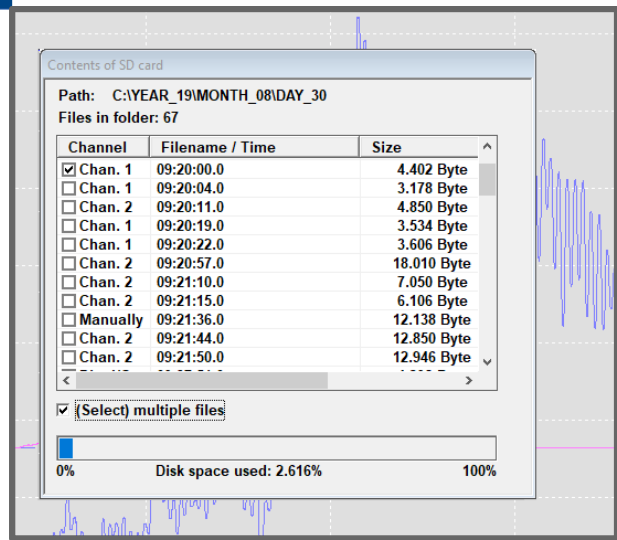 Contents of SD card
Path: C:\YEAR_19\MONTH_08\DAY_30
Files in folder: 67
Channel Filename / Time Size
Chan. 1 09:20:00.0 4.402 Byte
Chan. 1 09:20:04.0 3.178 Byte
Chan. 2 09:20:11.0 4.850 Byte
Chan. 1 09:20:19.0 3.534 Byte
Chan. 1 09:20:22.0 3.606 Byte
Chan. 2 09:20:57.0 18.010 Byte
Chan. 2 09:21:10.0 7.050 Byte
Chan. 2 09:21:15.0 6.106 Byte
Manually 09:21:36.0 12.138 Byte
Chan. 2 09:21:44.0 12.850 Byte
Chan. 2 09:21:50.0 12.946 Byte
(Select) multiple files
0% Disk space used: 2.616% 100%